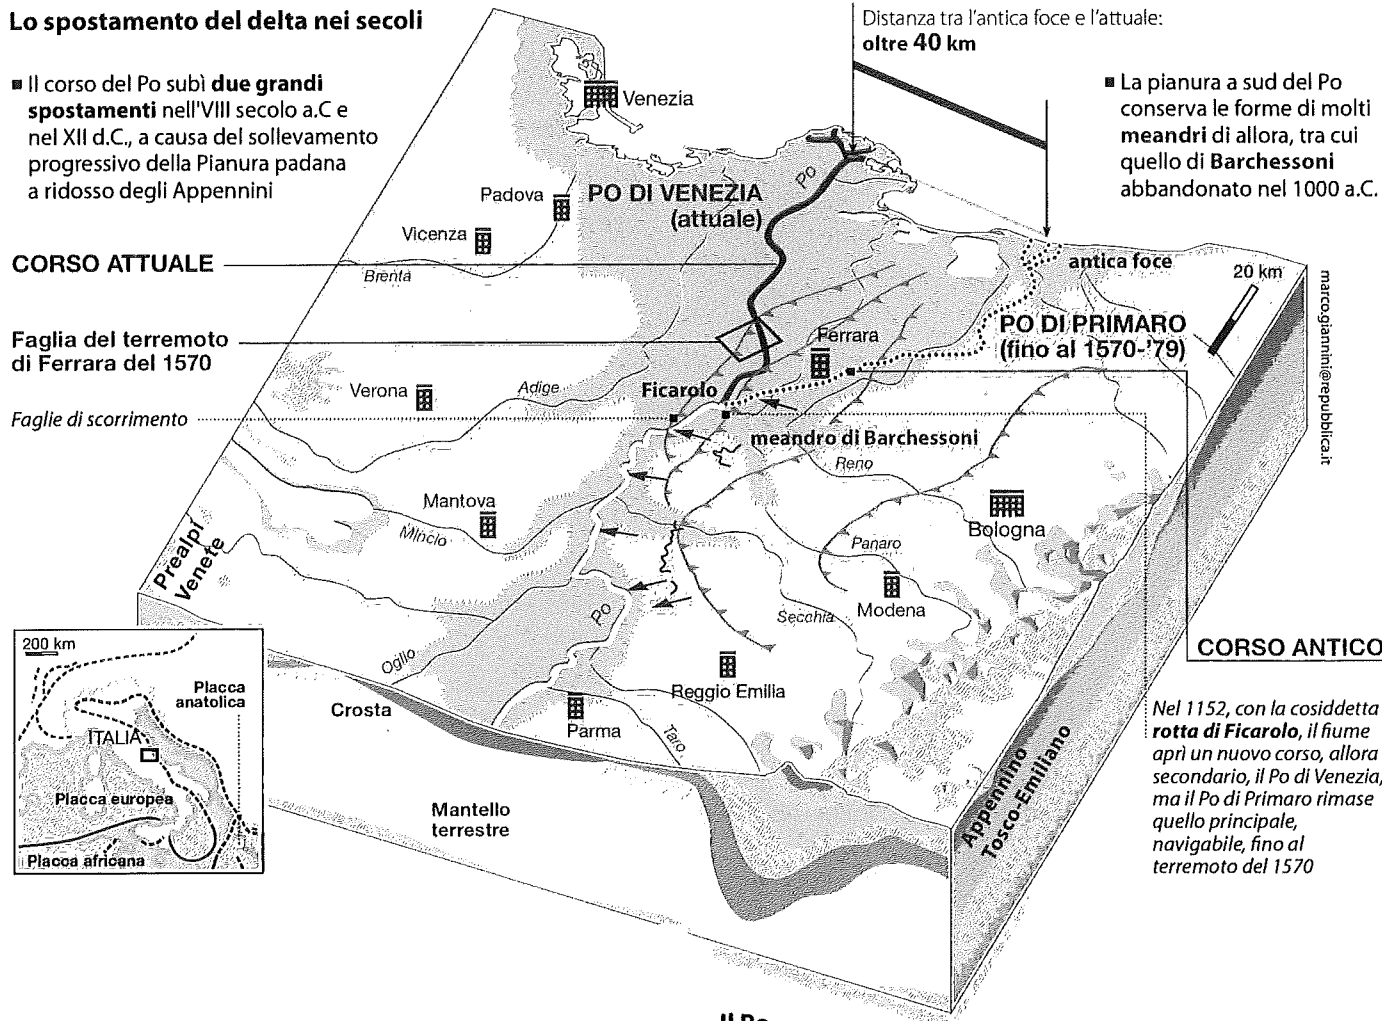 Lo spostamento del delta nei secoli
■ Il corso del Po subì due grandi
spostamenti nell'VIII secolo a.C e
nel XII d.C., a causa del sollevamento
progressivo della Pianura padana
a ridosso degli Appennini
Distanza tra l'antica foce e l'attuale:
oltre 40 km
■ La pianura a sud del Po
conserva le forme di molti
meandri di allora, tra cui
quello di Barchessoni
abbandonato nel 1000 a.C.
Venezia
Po
PO DI VENEZIA
(attuale)
Padova
Vicenza
Brenta
CORSO ATTUALE
antica foce
20 km
marco.giannini@repubblica.it
Faglia del terremoto
di Ferrara del 1570
PO DI PRIMARO
(fino al 1570-'79)
Ferrara
Verona
Adige
Ficarolo
Faglie di scorrimento
meandro di Barchessoni
Reno
Mantova
Mincio
Bologna
Panaro
Modena
Prealpi
Venete
Po
Secchia
Oglio
Reggio Emilia
CORSO ANTICO
Crosta
Parma
Taro
200 km
Placca
anatolica
ITALIA
Placca europea
Placca africana
Mantello
terrestre
Appennino
Tosco-Emiliano
Nel 1152, con la cosiddetta
rotta di Ficarolo, il fiume
aprì un nuovo corso, allora
secondario, il Po di Venezia,
ma il Po di Primaro rimase
quello principale,
navigabile, fino al
terremoto del 1570
Il Po